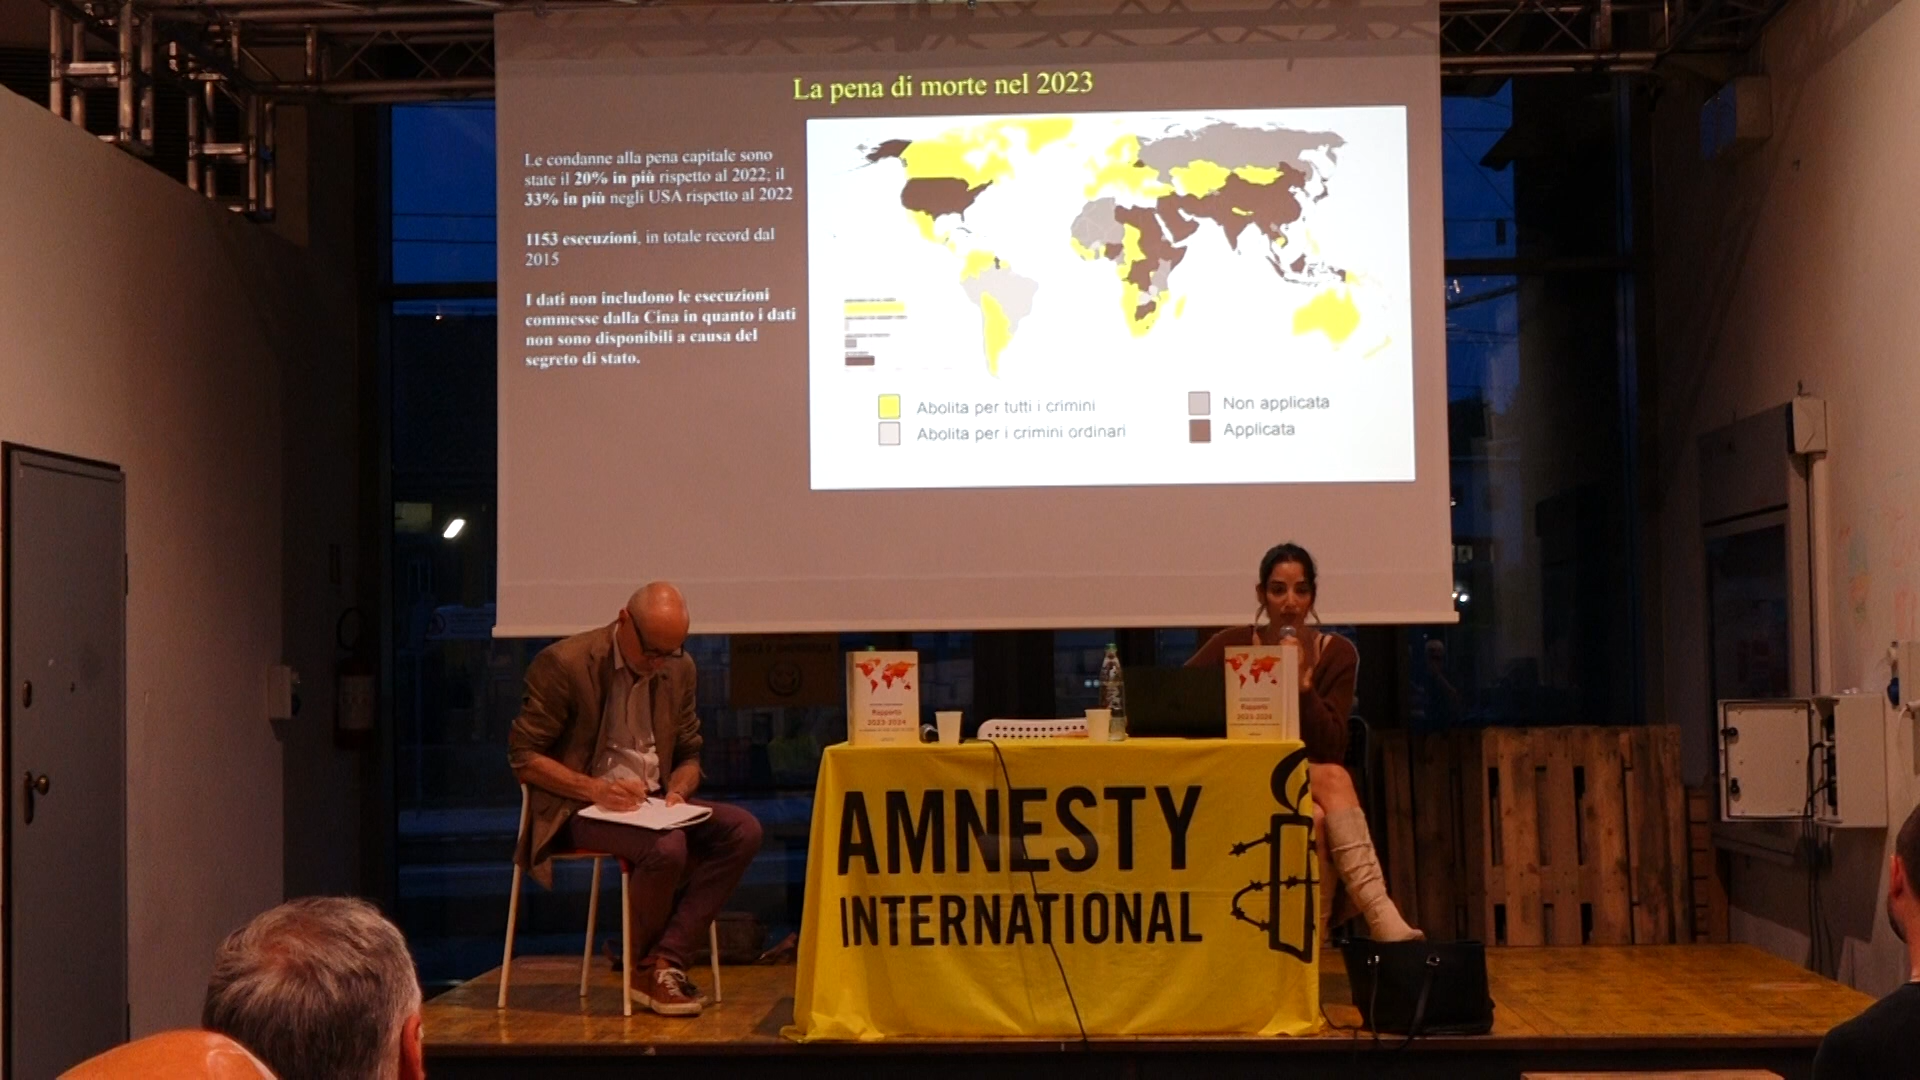 La pena di morte nel 2023
Le condanne alla pena capitale sono
state il 20% in più rispetto al 2022; il
33% in più negli USA rispetto al 2022
1153 esecuzioni, in totale record dal
2015
I dati non includono le esecuzioni
commesse dalla Cina in quanto i dati
non sono disponibili a causa del
segreto di stato.
Abolita per tutti i crimini
Abolita per i crimini ordinari
Non applicata
Applicata
Rapporto
2023-2024
Rapporto
2023-2024
AMNESTY
INTERNATIONAL